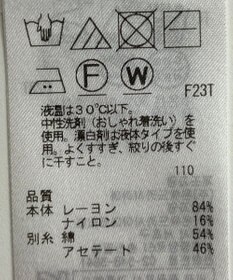 F W
F23T
液温は30℃以下。
中性洗剤(おしゃれ着洗い)を
使用。漂白剤は液体タイプを使
用。よくすすぎ、絞りの後すぐ
に干すこと。
110
品質
本体 レーヨン 84%
ナイロン 16%
別糸 綿 54%
アセテート 46%